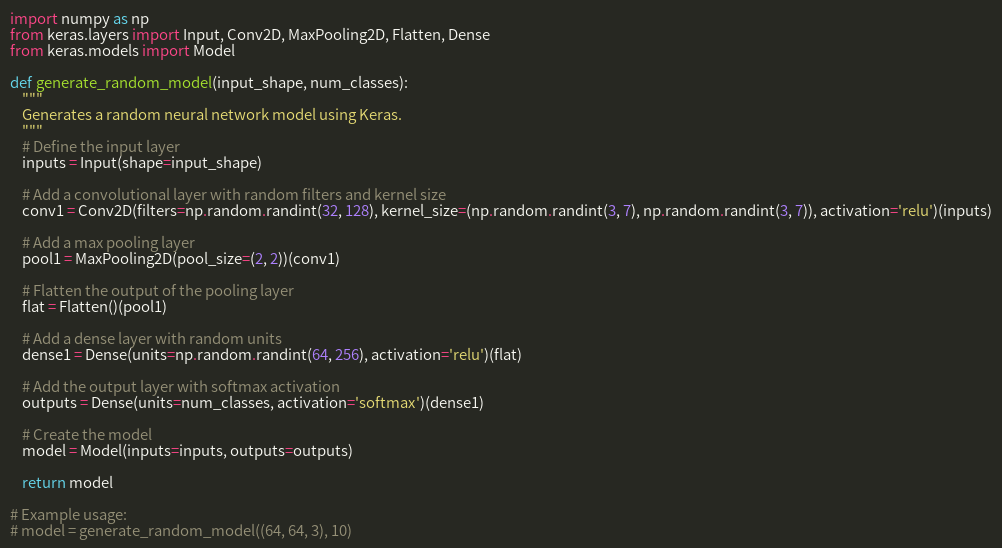 import numpy as np
from keras.layers import Input, Conv2D, MaxPooling2D, Flatten, Dense
from keras.models import Model

def generate_random_model(input_shape, num_classes):
    """
    Generates a random neural network model using Keras.
    """
    # Define the input layer
    inputs = Input(shape=input_shape)

    # Add a convolutional layer with random filters and kernel size
    conv1 = Conv2D(filters=np.random.randint(32, 128), kernel_size=(np.random.randint(3, 7), np.random.randint(3, 7)), activation='relu')(inputs)

    # Add a max pooling layer
    pool1 = MaxPooling2D(pool_size=(2, 2))(conv1)

    # Flatten the output of the pooling layer
    flat = Flatten()(pool1)

    # Add a dense layer with random units
    dense1 = Dense(units=np.random.randint(64, 256), activation='relu')(flat)

    # Add the output layer with softmax activation
    outputs = Dense(units=num_classes, activation='softmax')(dense1)

    # Create the model
    model = Model(inputs=inputs, outputs=outputs)

    return model

# Example usage:
# model = generate_random_model((64, 64, 3), 10)